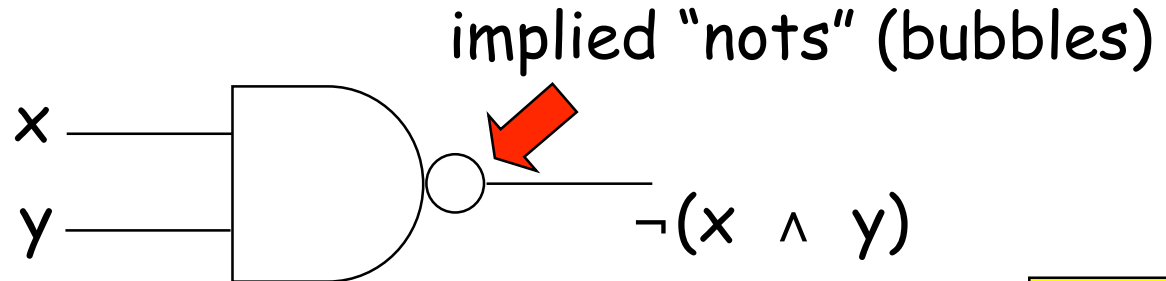 implied “nots” (bubbles)
x
y
¬(x ∧ y)